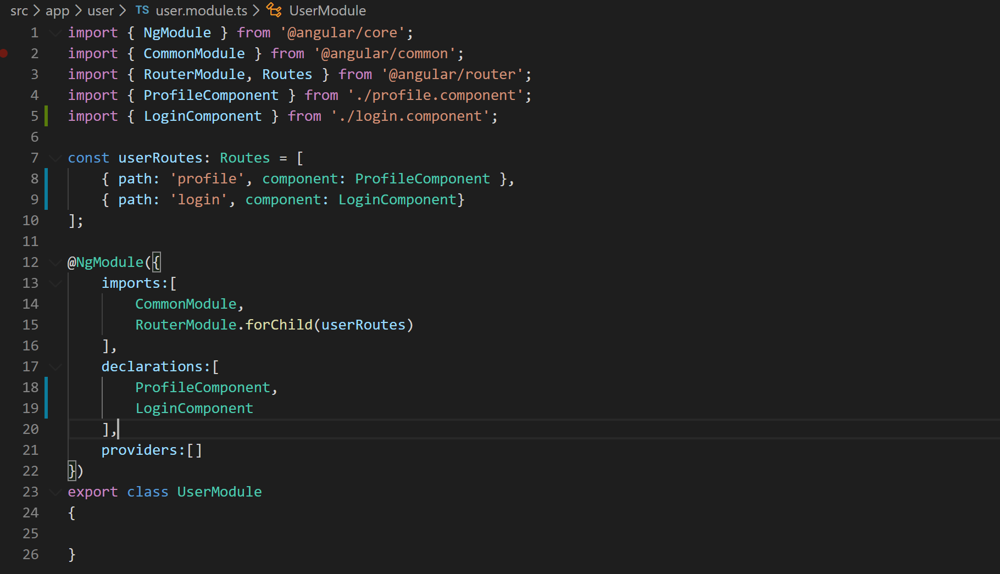 src > app > user > TS user.module.ts > UserModule
1 import { NgModule } from '@angular/core';
2 import { CommonModule } from '@angular/common';
3 import { RouterModule, Routes } from '@angular/router';
4 import { ProfileComponent } from './profile.component';
5 import { LoginComponent } from './login.component';
6
7 const userRoutes: Routes = [
8     { path: 'profile', component: ProfileComponent },
9     { path: 'login', component: LoginComponent}
10 ];
11
12 @NgModule({
13     imports:[
14         CommonModule,
15         RouterModule.forChild(userRoutes)
16     ],
17     declarations:[
18         ProfileComponent,
19         LoginComponent
20     ],
21     providers:[]
22 })
23 export class UserModule
24 {
25
26 }